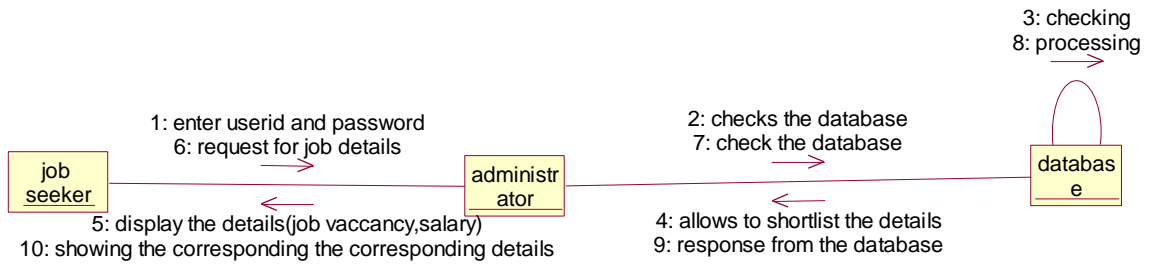 3: checking
8: processing
1: enter userid and password
6: request for job details
2: checks the database
7: check the database
job
seeker
administr
ator
databas
e
5: display the details(job vaccancy,salary)
10: showing the corresponding the corresponding details
4: allows to shortlist the details
9: response from the database